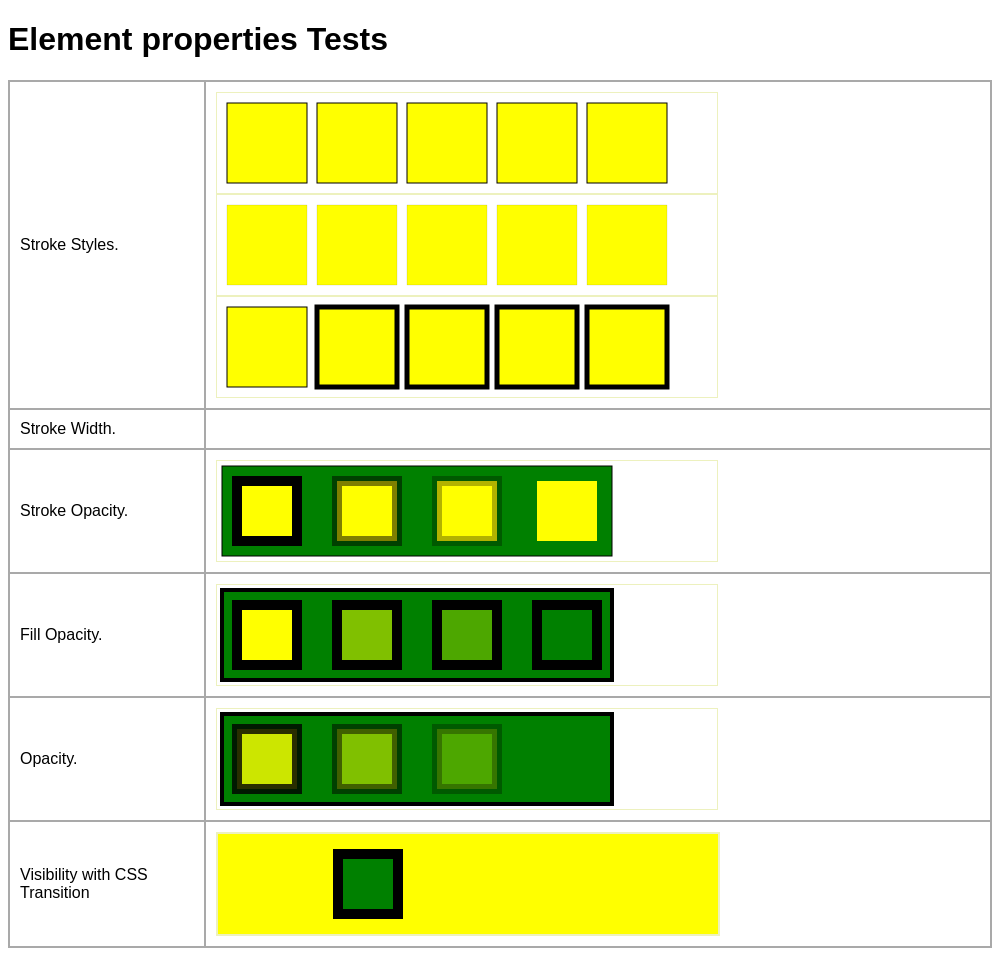 Element properties Tests
Stroke Styles.
Stroke Width.
Stroke Opacity.
Fill Opacity.
Opacity.
Visibility with CSS
Transition